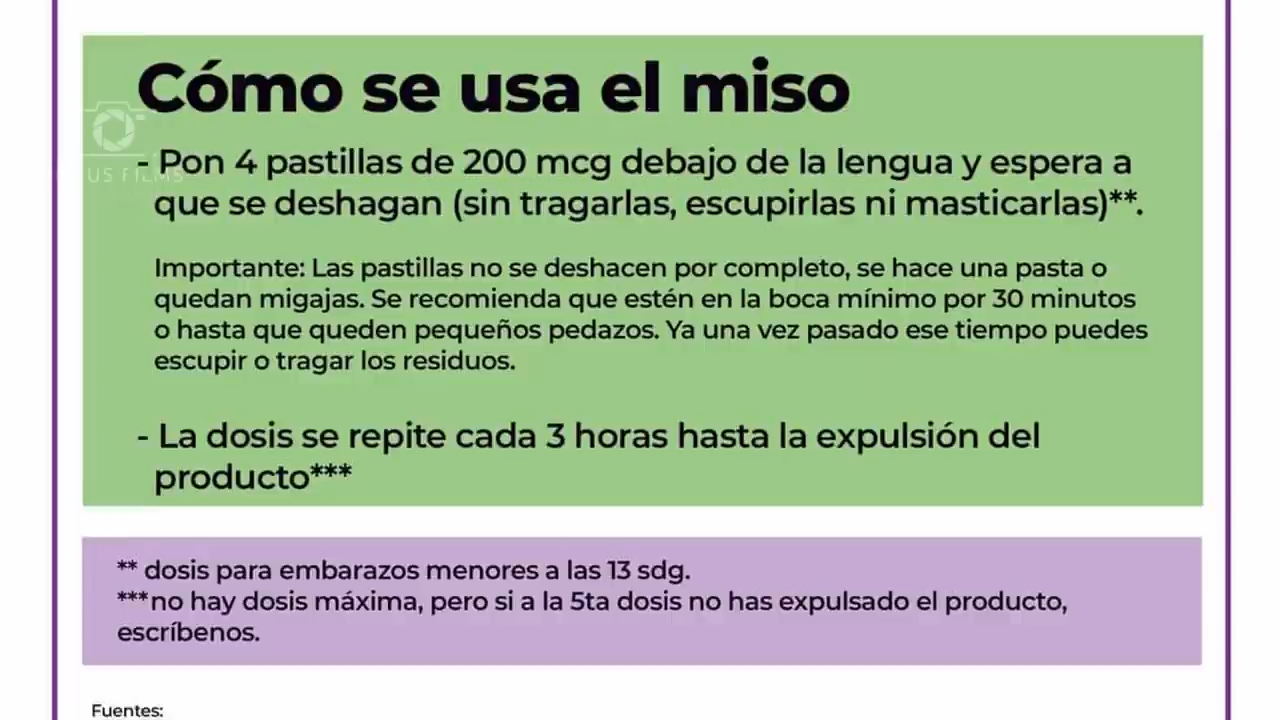 Cómo se usa el miso
- Pon 4 pastillas de 200 mcg debajo de la lengua y espera a
que se deshagan (sin tragarlas, escupirlas ni masticarlas)**.
Importante: Las pastillas no se deshacen por completo, se hace una pasta o
quedan migajas. Se recomienda que estén en la boca mínimo por 30 minutos
o hasta que queden pequeños pedazos. Ya una vez pasado ese tiempo puedes
escupir o tragar los residuos.
- La dosis se repite cada 3 horas hasta la expulsión del
producto***
** dosis para embarazos menores a las 13 sdg.
***no hay dosis máxima, pero si a la 5ta dosis no has expulsado el producto,
escríbenos.
Fuentes: